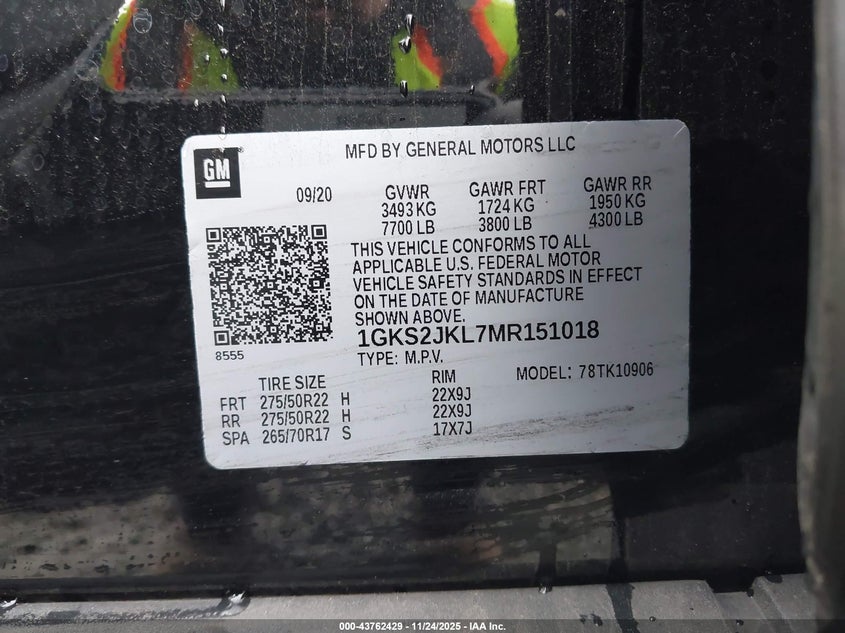 GM
MFD BY GENERAL MOTORS LLC
09/20
GVWR GAWR FRT GAWR RR
3493 KG 1724 KG 1950 KG
7700 LB 3800 LB 4300 LB
THIS VEHICLE CONFORMS TO ALL
APPLICABLE U.S. FEDERAL MOTOR
VEHICLE SAFETY STANDARDS IN EFFECT
ON THE DATE OF MANUFACTURE
SHOWN ABOVE.
1GKS2JKL7MR151018
8555
TYPE: M.P.V.
MODEL: 78TK10906
TIRE SIZE RIM
FRT 275/50R22 H 22X9J
RR 275/50R22 H 22X9J
SPA 265/70R17 S 17X7J
000-43762429 - 11/24/2025 - IAA Inc.